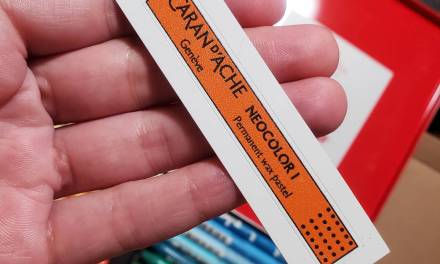 CARAN D'ACHE
Genève
NEOCOLOR I
Permanent wax pastel